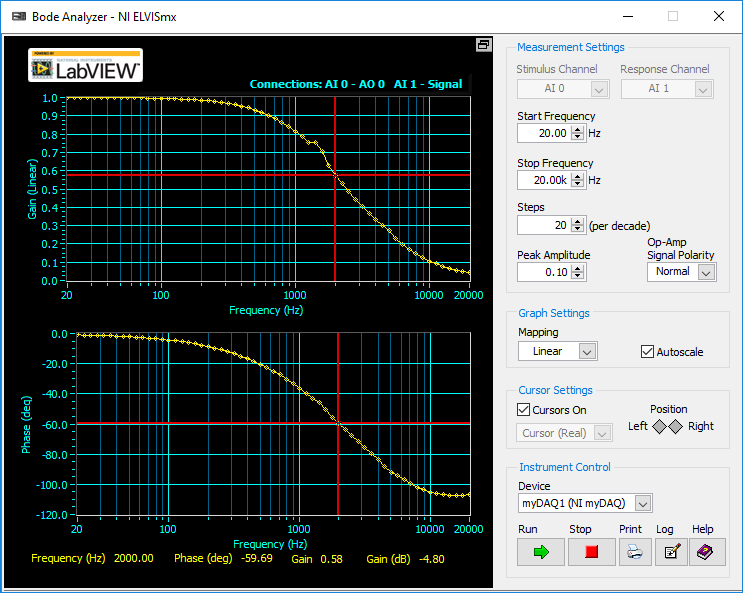 Bode Analyzer - NI ELVISmx
POWERED BY
NATIONAL INSTRUMENTS
LabVIEW™
Connections: AI 0 - AO 0 AI 1 - Signal
Gain (Linear)
1.0
0.9
0.8
0.7
0.6
0.5
0.4
0.3
0.2
0.1
0.0
20 100 1000 10000 20000
Frequency (Hz)
Phase (deg)
0.0
-20.0
-40.0
-60.0
-80.0
-100.0
-120.0
20 100 1000 10000 20000
Frequency (Hz)
Frequency (Hz) 2000.00 Phase (deg) -59.69 Gain 0.58 Gain (dB) -4.80
Measurement Settings
Stimulus Channel Response Channel
AI 0 AI 1
Start Frequency
20.00 Hz
Stop Frequency
20.00k Hz
Steps
20 (per decade)
Peak Amplitude
0.10
Op-Amp
Signal Polarity
Normal
Graph Settings
Mapping
Linear Autoscale
Cursor Settings
Cursors On
Cursor (Real)
Position
Left Right
Instrument Control
Device
myDAQ1 (NI myDAQ)
Run Stop Print Log Help